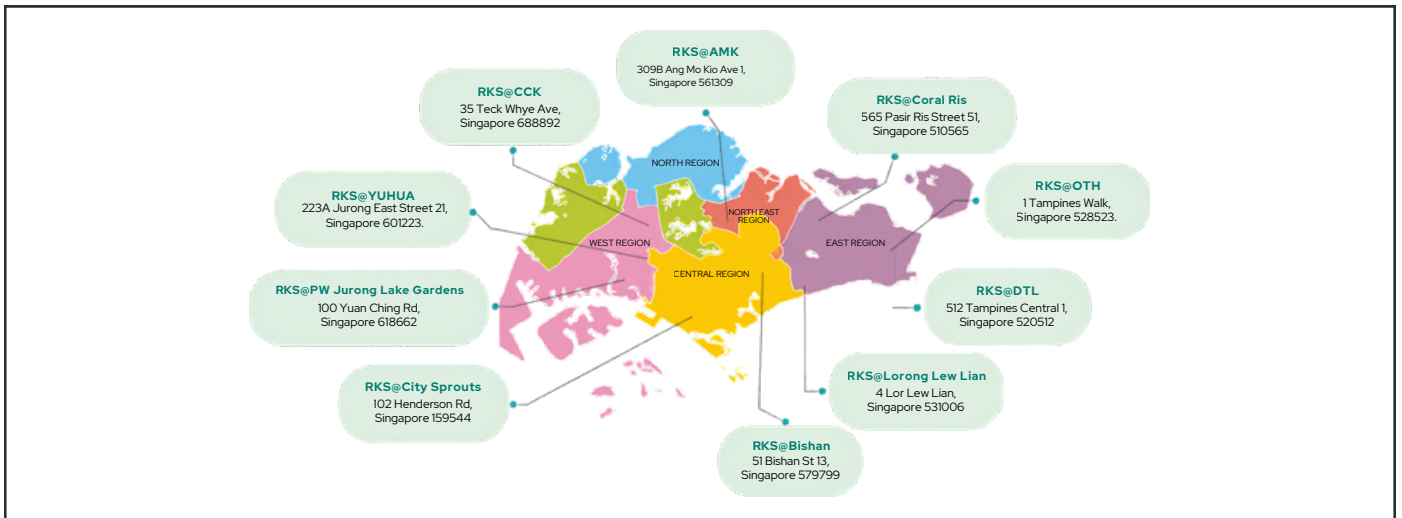 RKS@AMK
309B Ang Mo Kio Ave 1,
Singapore 561309
RKS@CCK
35 Teck Whye Ave,
Singapore 688892
RKS@Coral Ris
565 Pasir Ris Street 51,
Singapore 510565
RKS@YUHUA
223A Jurong East Street 21,
Singapore 601223.
RKS@OTH
1 Tampines Walk,
Singapore 528523.
NORTH REGION
NORTH EAST
REGION
WEST REGION
EAST REGION
CENTRAL REGION
RKS@PW Jurong Lake Gardens
100 Yuan Ching Rd,
Singapore 618662
RKS@DTL
512 Tampines Central 1,
Singapore 520512
RKS@City Sprouts
102 Henderson Rd,
Singapore 159544
RKS@Lorong Lew Lian
4 Lor Lew Lian,
Singapore 531006
RKS@Bishan
51 Bishan St 13,
Singapore 579799